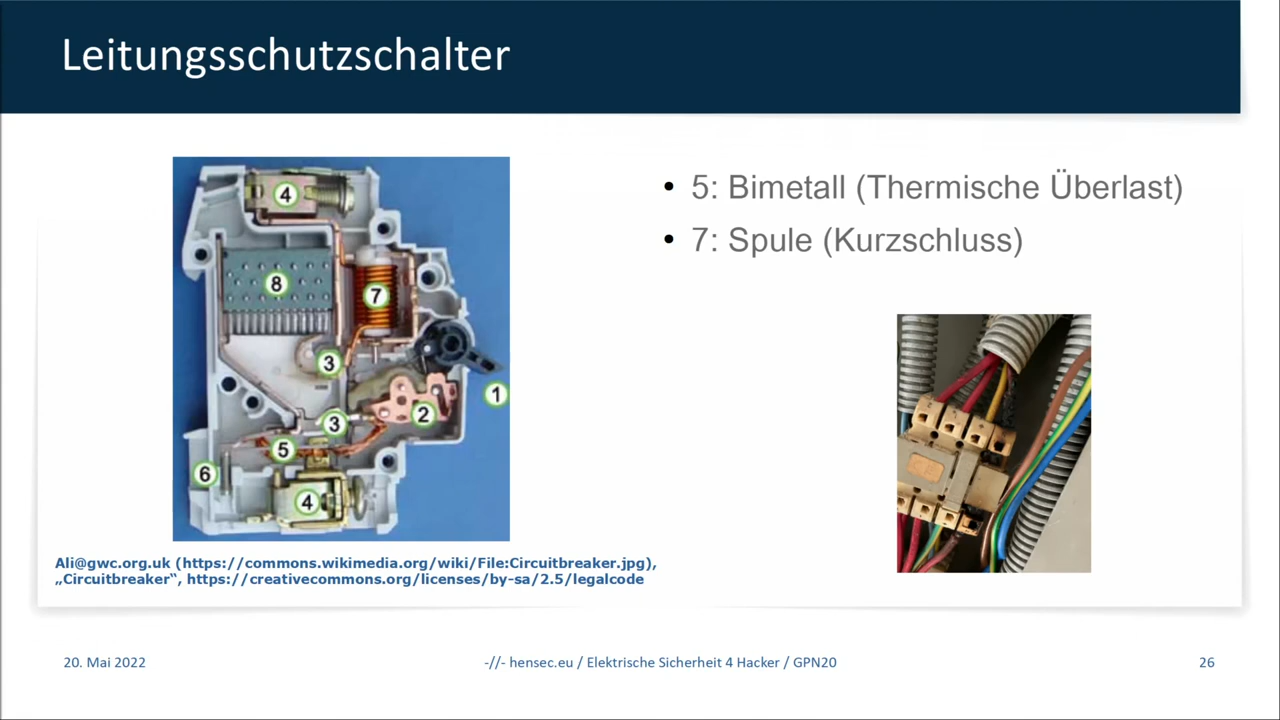 Leitungsschutzschalter
4
8
7
3
1
2
3
5
6
4
• 5: Bimetall (Thermische Überlast)
• 7: Spule (Kurzschluss)
Ali@gwc.org.uk (https://commons.wikimedia.org/wiki/File:Circuitbreaker.jpg),
„Circuitbreaker“, https://creativecommons.org/licenses/by-sa/2.5/legalcode
20. Mai 2022
-//- hensec.eu / Elektrische Sicherheit 4 Hacker / GPN20
26